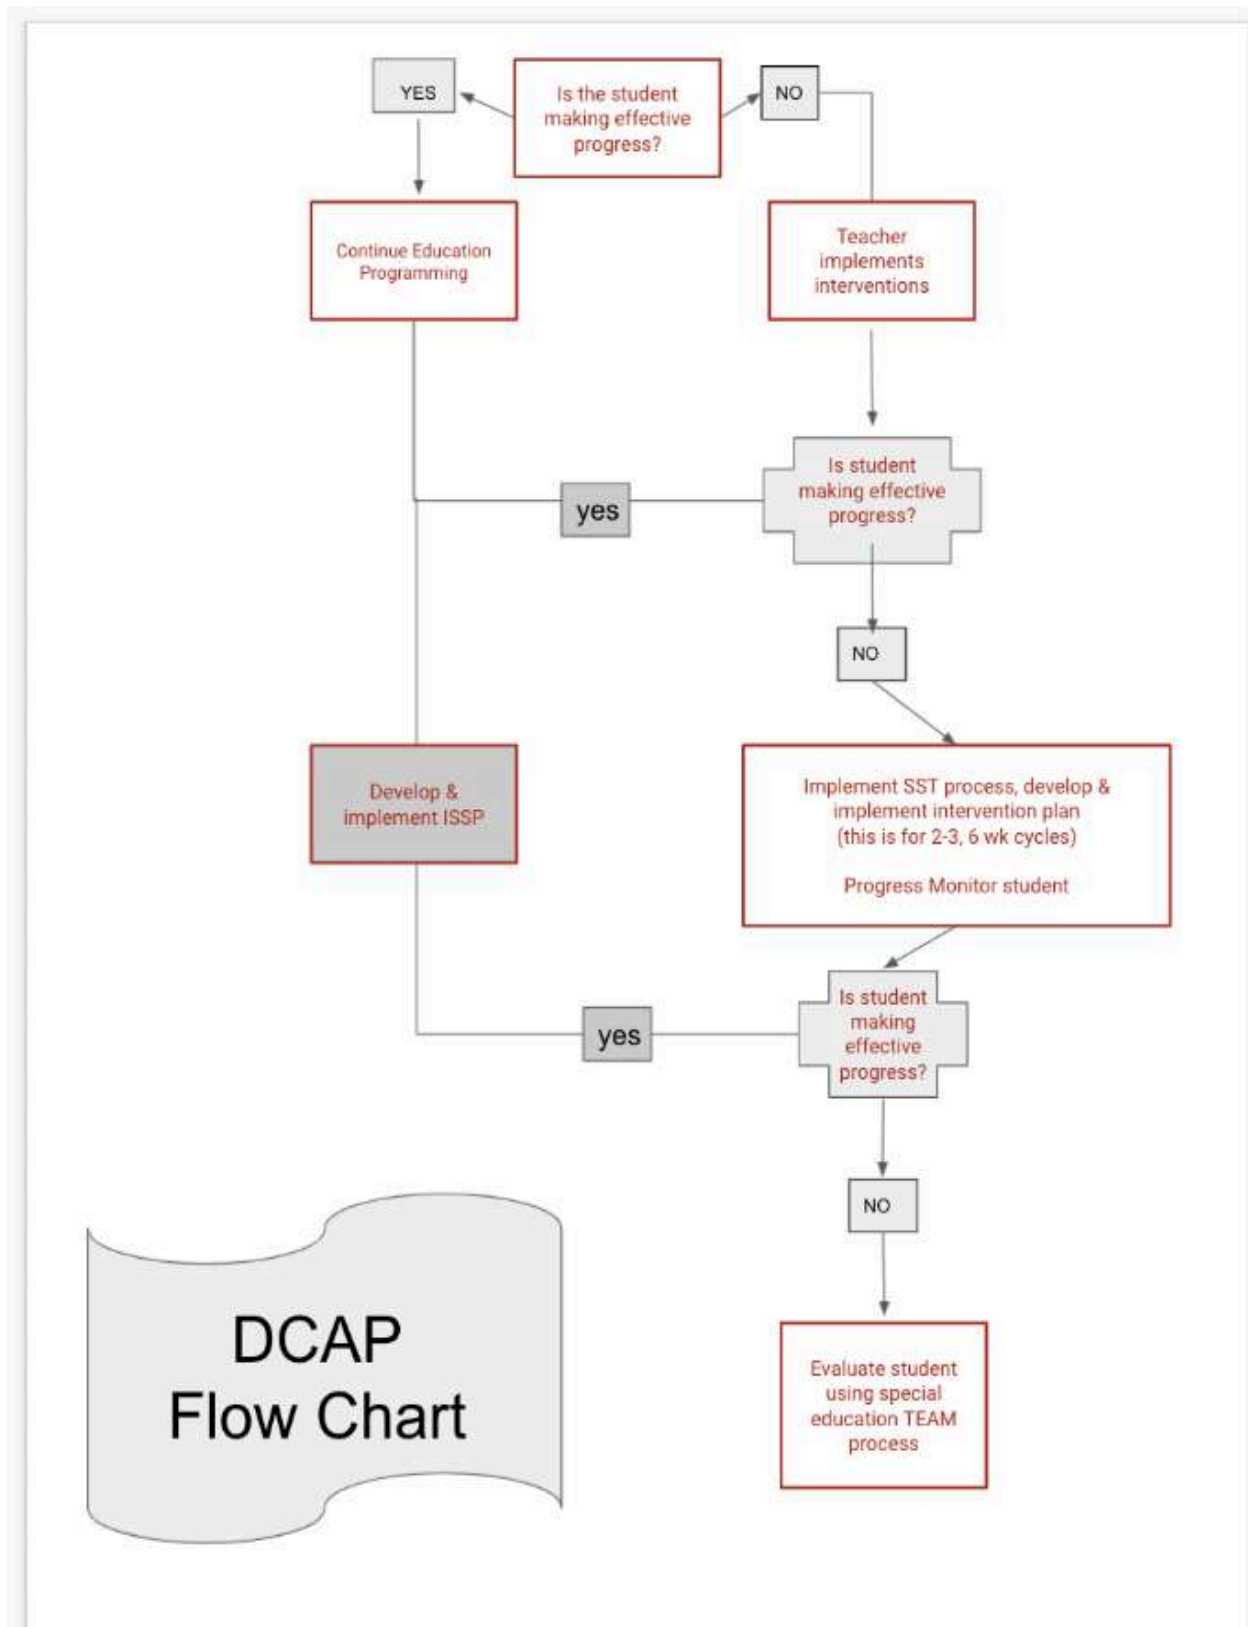 YES
Is the student
making effective
progress?
NO
Continue Education
Programming
Teacher
implements
interventions
Is student
making effective
progress?
yes
NO
Develop &
implement ISSP
Implement SST process, develop &
implement intervention plan
(this is for 2-3, 6 wk cycles)
Progress Monitor student
Is student
making
effective
progress?
yes
NO
DCAP
Flow Chart
Evaluate student
using special
education TEAM
process